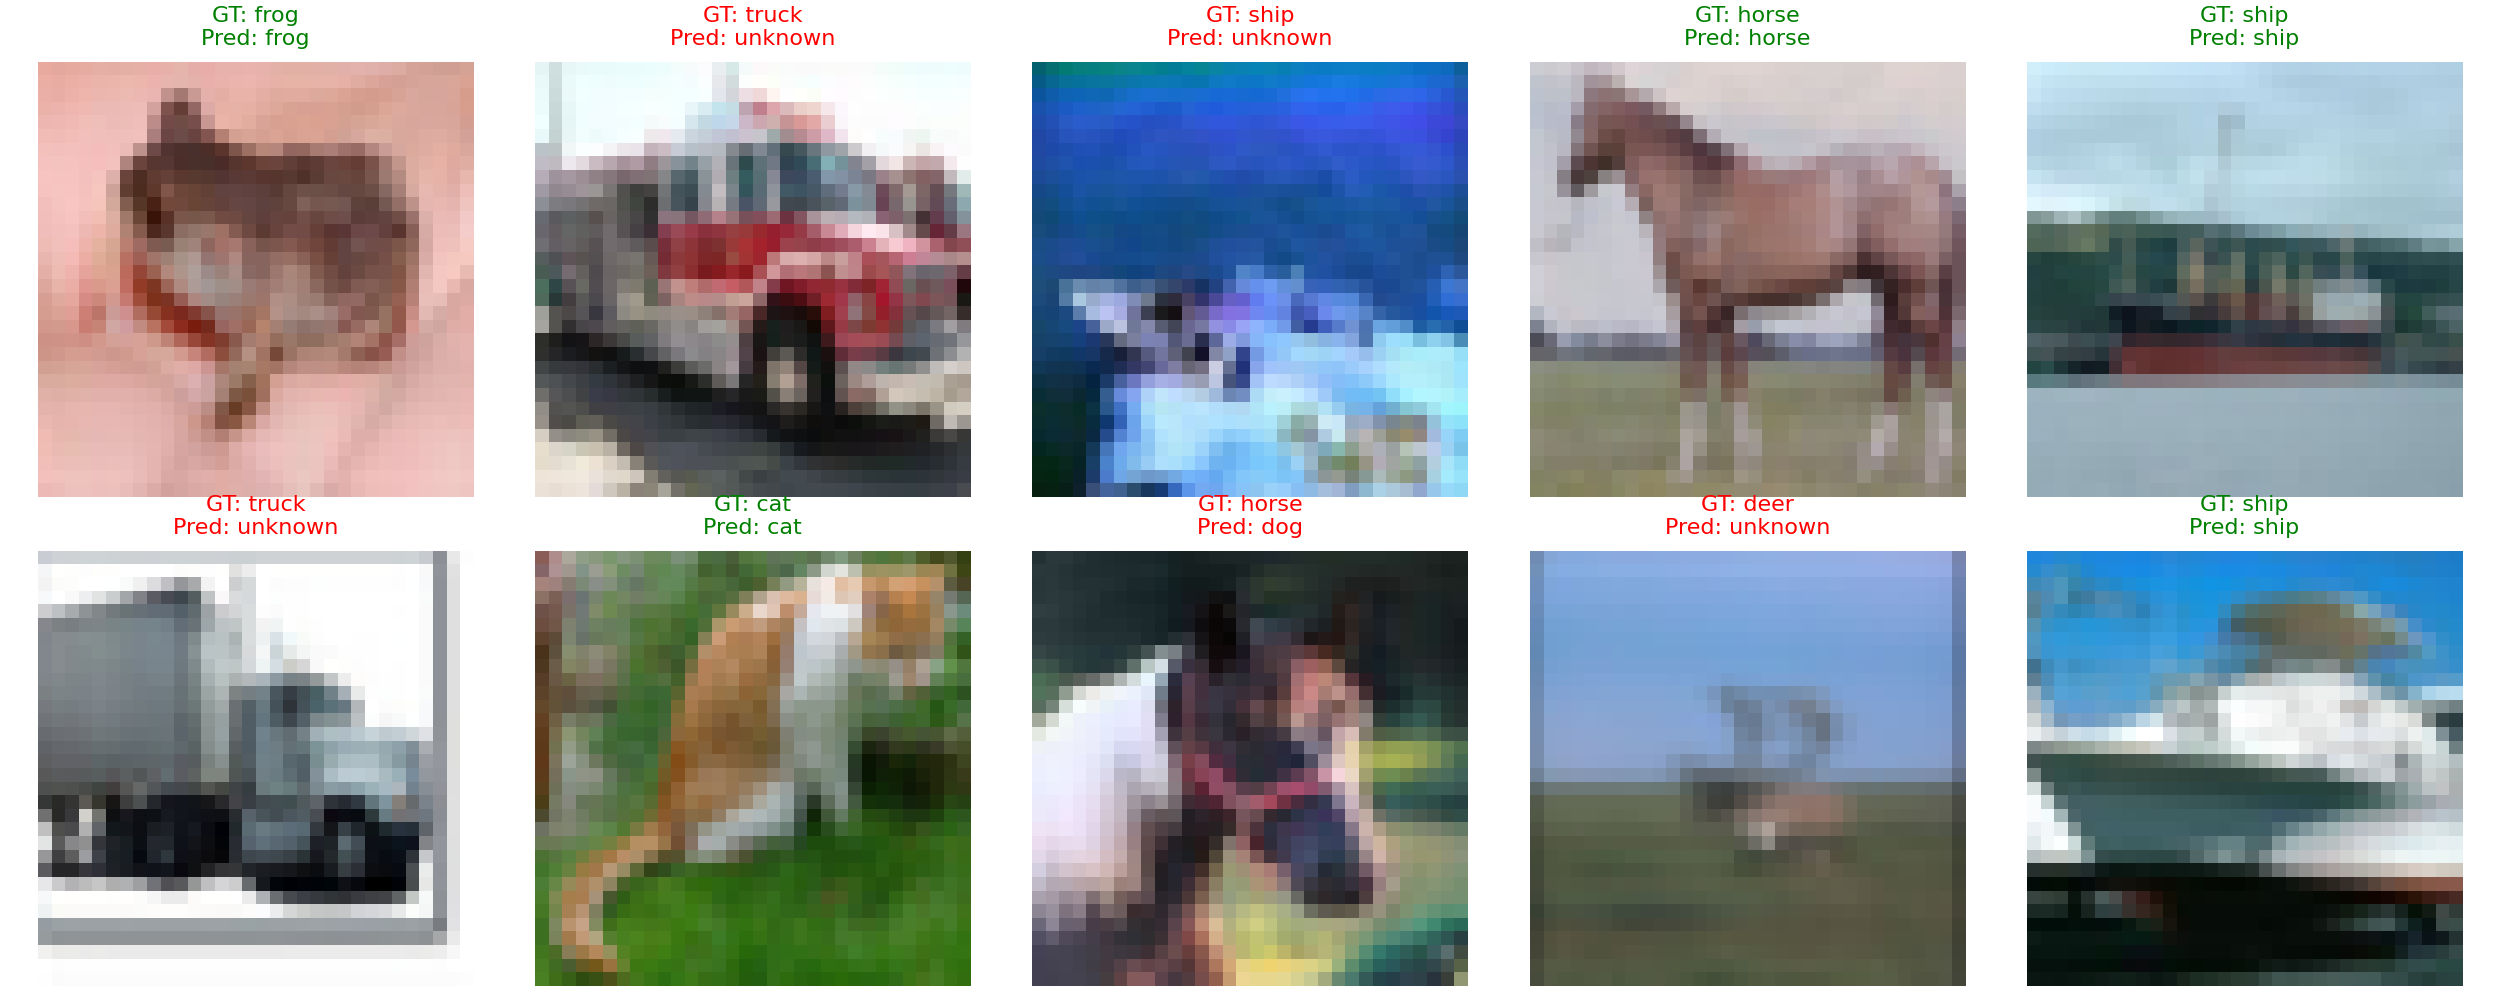 GT: frog
Pred: frog
GT: truck
Pred: unknown
GT: ship
Pred: unknown
GT: horse
Pred: horse
GT: ship
Pred: ship
GT: truck
Pred: unknown
GT: cat
Pred: cat
GT: horse
Pred: dog
GT: deer
Pred: unknown
GT: ship
Pred: ship